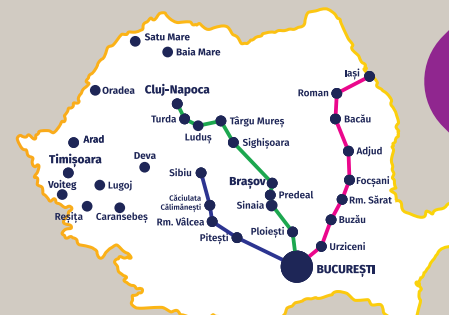 Satu Mare
Baia Mare
Iași
Oradea
Cluj-Napoca
Roman
Turda
Târgu Mureș
Bacău
Luduș
Sighișoara
Arad
Adjud
Timișoara
Deva
Sibiu
Brașov
Focșani
Voiteg
Lugoj
Predeal
Rm. Sărat
Căciulata
Călimănești
Sinaia
Reșița
Caransebeș
Rm. Vâlcea
Buzău
Pitești
Ploiești
Urziceni
BUCUREȘTI